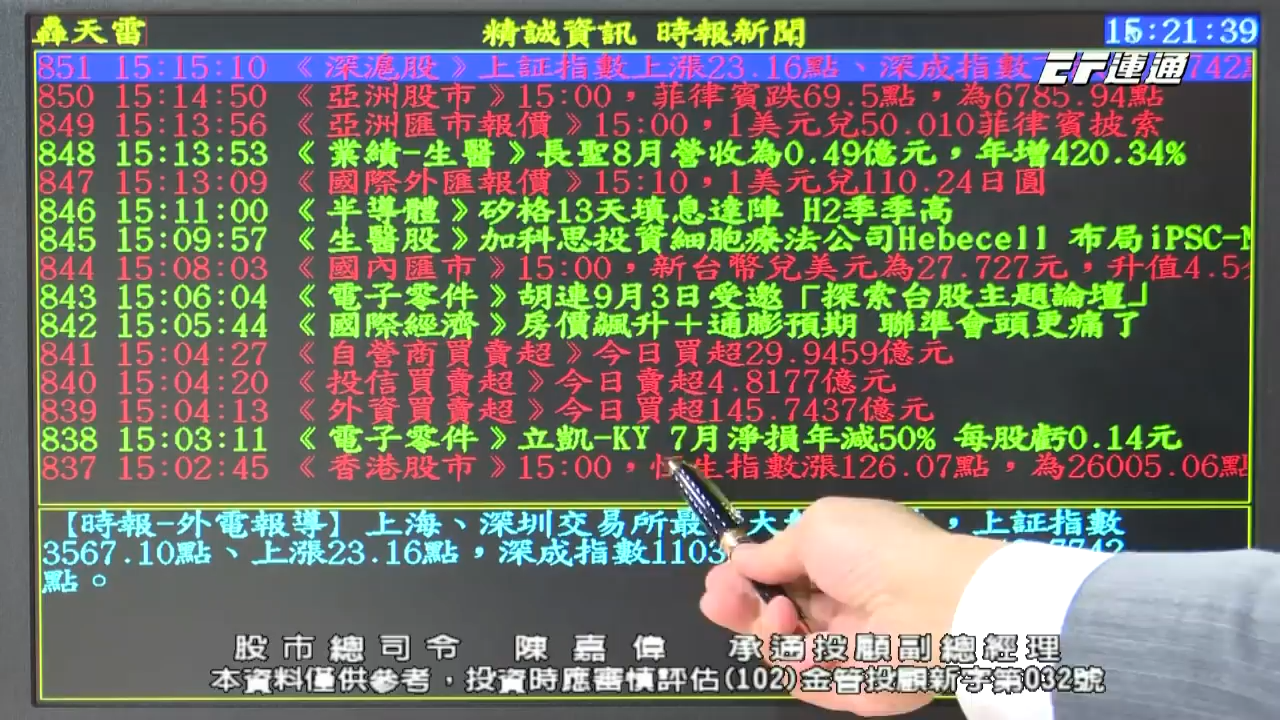 轟天雷 精誠資訊 時報新聞 15:21:39
851 15:15:10 《深滬股》上証指數上漲23.16點、深成指數 7742
EF運通
850 15:14:50 《亞洲股市》15:00，菲律賓跌69.5點，為6785.94點
849 15:13:56 《亞洲匯市報價》15:00，1美元兌50.010菲律賓披索
848 15:13:53 《業績-生醫》長聖8月營收為0.49億元，年增420.34%
847 15:13:09 《國際外匯報價》15:10，1美元兌110.24日圓
846 15:11:00 《半導體》矽格13天填息達陣 H2季季高
845 15:09:57 《生醫股》加科思投資細胞療法公司Hebecell 布局iPSC-N
844 15:08:03 《國內匯市》15:00，新台幣兌美元為27.727元，升值4.5分
843 15:06:04 《電子零件》胡連9月3日受邀「探索台股主題論壇」
842 15:05:44 《國際經濟》房價飆升＋通膨預期 聯準會頭更痛了
841 15:04:27 《自營商買賣超》今日買超29.9459億元
840 15:04:20 《投信買賣超》今日賣超4.8177億元
839 15:04:13 《外資買賣超》今日買超145.7437億元
838 15:03:11 《電子零件》立凱-KY 7月淨損年減50% 每股虧0.14元
837 15:02:45 《香港股市》15:00，恒生指數漲126.07點，為26005.06點
【時報-外電報導】上海、深圳交易所最 大 ，上証指數
3567.10點、上漲23.16點，深成指數1103 7742
點。
股市總司令 陳嘉偉 承通投顧副總經理
本資料僅供參考．投資時應審慎評估(102)金管投顧新字第032號